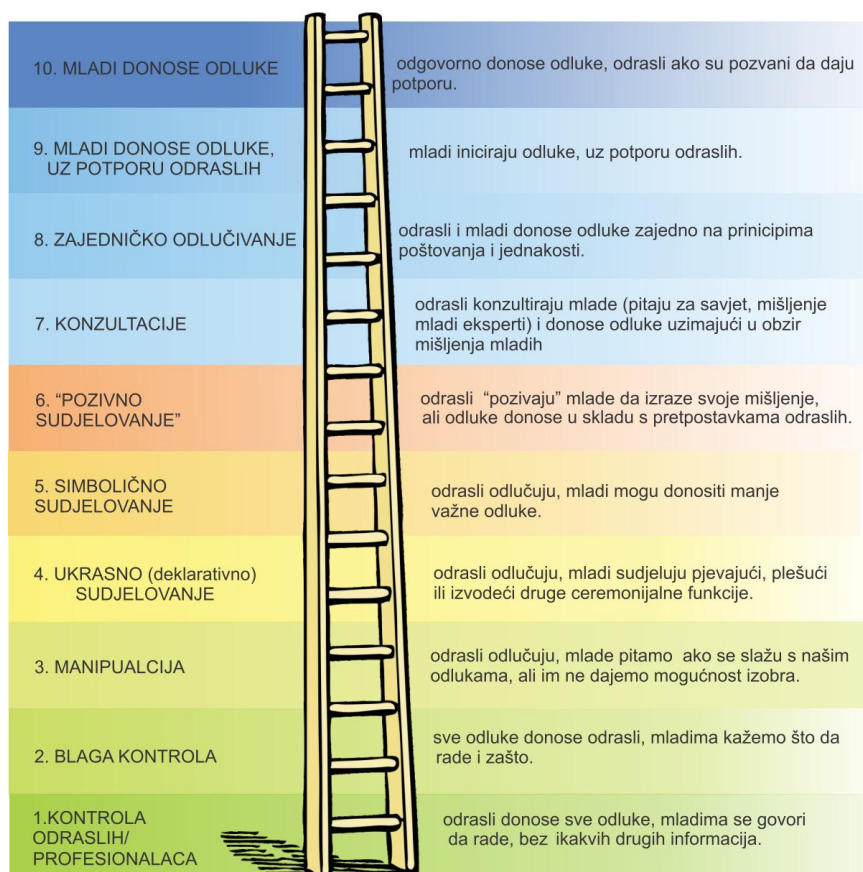 10. MLADI DONOSE ODLUKE
odgovorno donose odluke, odrasli ako su pozvani da daju
potporu.
9. MLADI DONOSE ODLUKE,
UZ POTPORU ODRASLIH
mladi iniciraju odluke, uz potporu odraslih.
8. ZAJEDNIČKO ODLUČIVANJE
odrasli i mladi donose odluke zajedno na prinicipima
poštovanja i jednakosti.
7. KONZULTACIJE
odrasli konzultiraju mlade (pitaju za savjet, mišljenje
mladi eksperti) i donose odluke uzimajući u obzir
mišljenja mladih
6. “POZIVNO
SUDJELOVANJE”
odrasli “pozivaju” mlade da izraze svoje mišljenje,
ali odluke donose u skladu s pretpostavkama odraslih.
5. SIMBOLIČNO
SUDJELOVANJE
odrasli odlučuju, mladi mogu donositi manje
važne odluke.
4. UKRASNO (deklarativno)
SUDJELOVANJE
odrasli odlučuju, mladi sudjeluju pjevajući, plešući
ili izvodeći druge ceremonijalne funkcije.
3. MANIPUALCIJA
odrasli odlučuju, mlade pitamo ako se slažu s našim
odlukama, ali im ne dajemo mogućnost izobra.
2. BLAGA KONTROLA
sve odluke donose odrasli, mladima kažemo što da
rade i zašto.
1.KONTROLA
ODRASLIH/
PROFESIONALACA
odrasli donose sve odluke, mladima se govori
da rade, bez ikakvih drugih informacija.